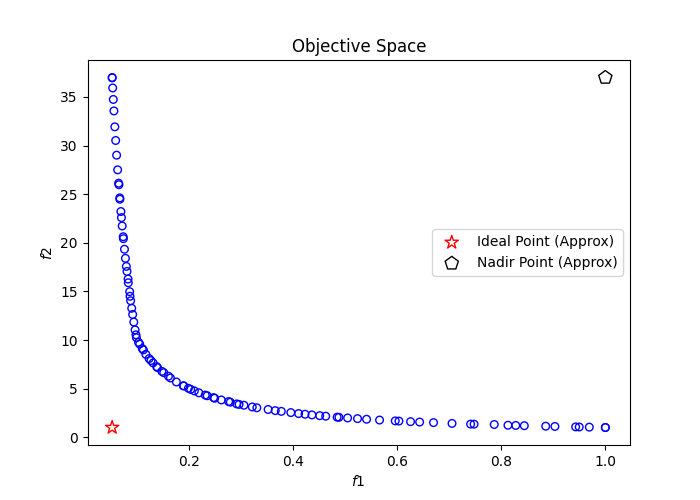 Objective Space
f2
35
30
25
20
15
10
5
0
Ideal Point (Approx)
Nadir Point (Approx)
0.2 0.4 0.6 0.8 1.0
f1